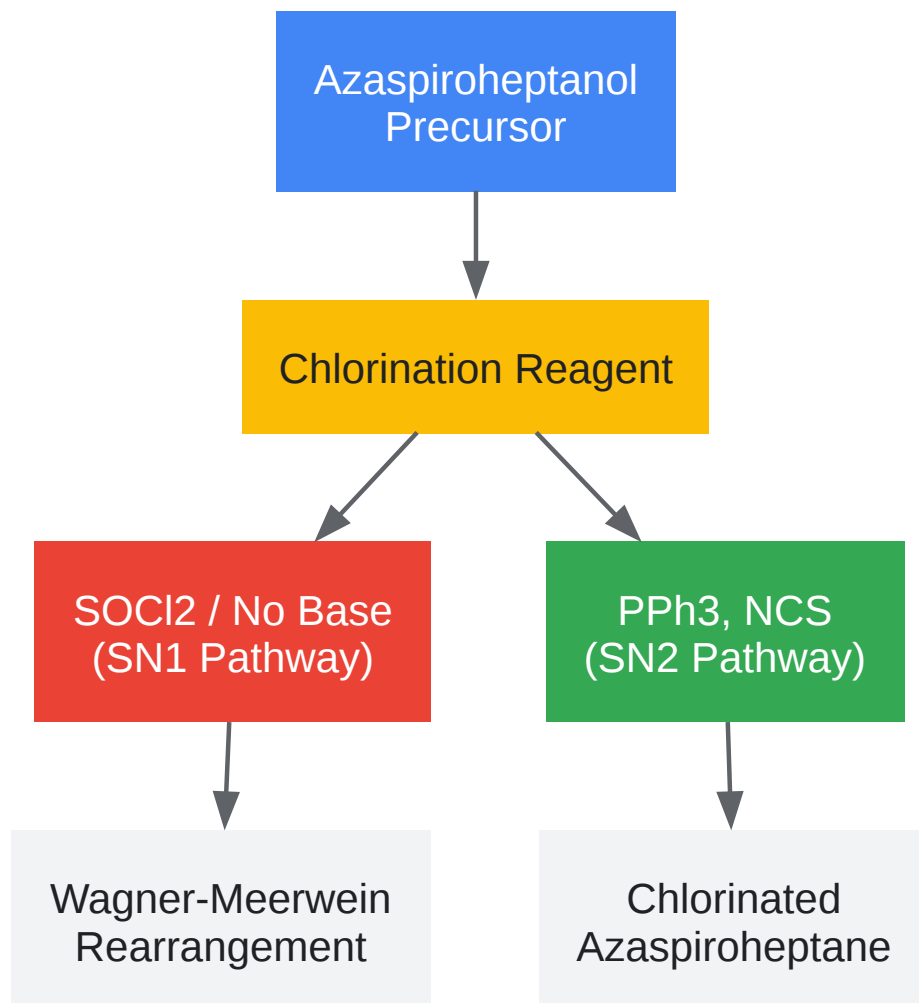 Azaspiroheptanol
Precursor
Chlorination Reagent
SOCl2 / No Base
(SN1 Pathway)
PPh3, NCS
(SN2 Pathway)
Wagner-Meerwein
Rearrangement
Chlorinated
Azaspiroheptane